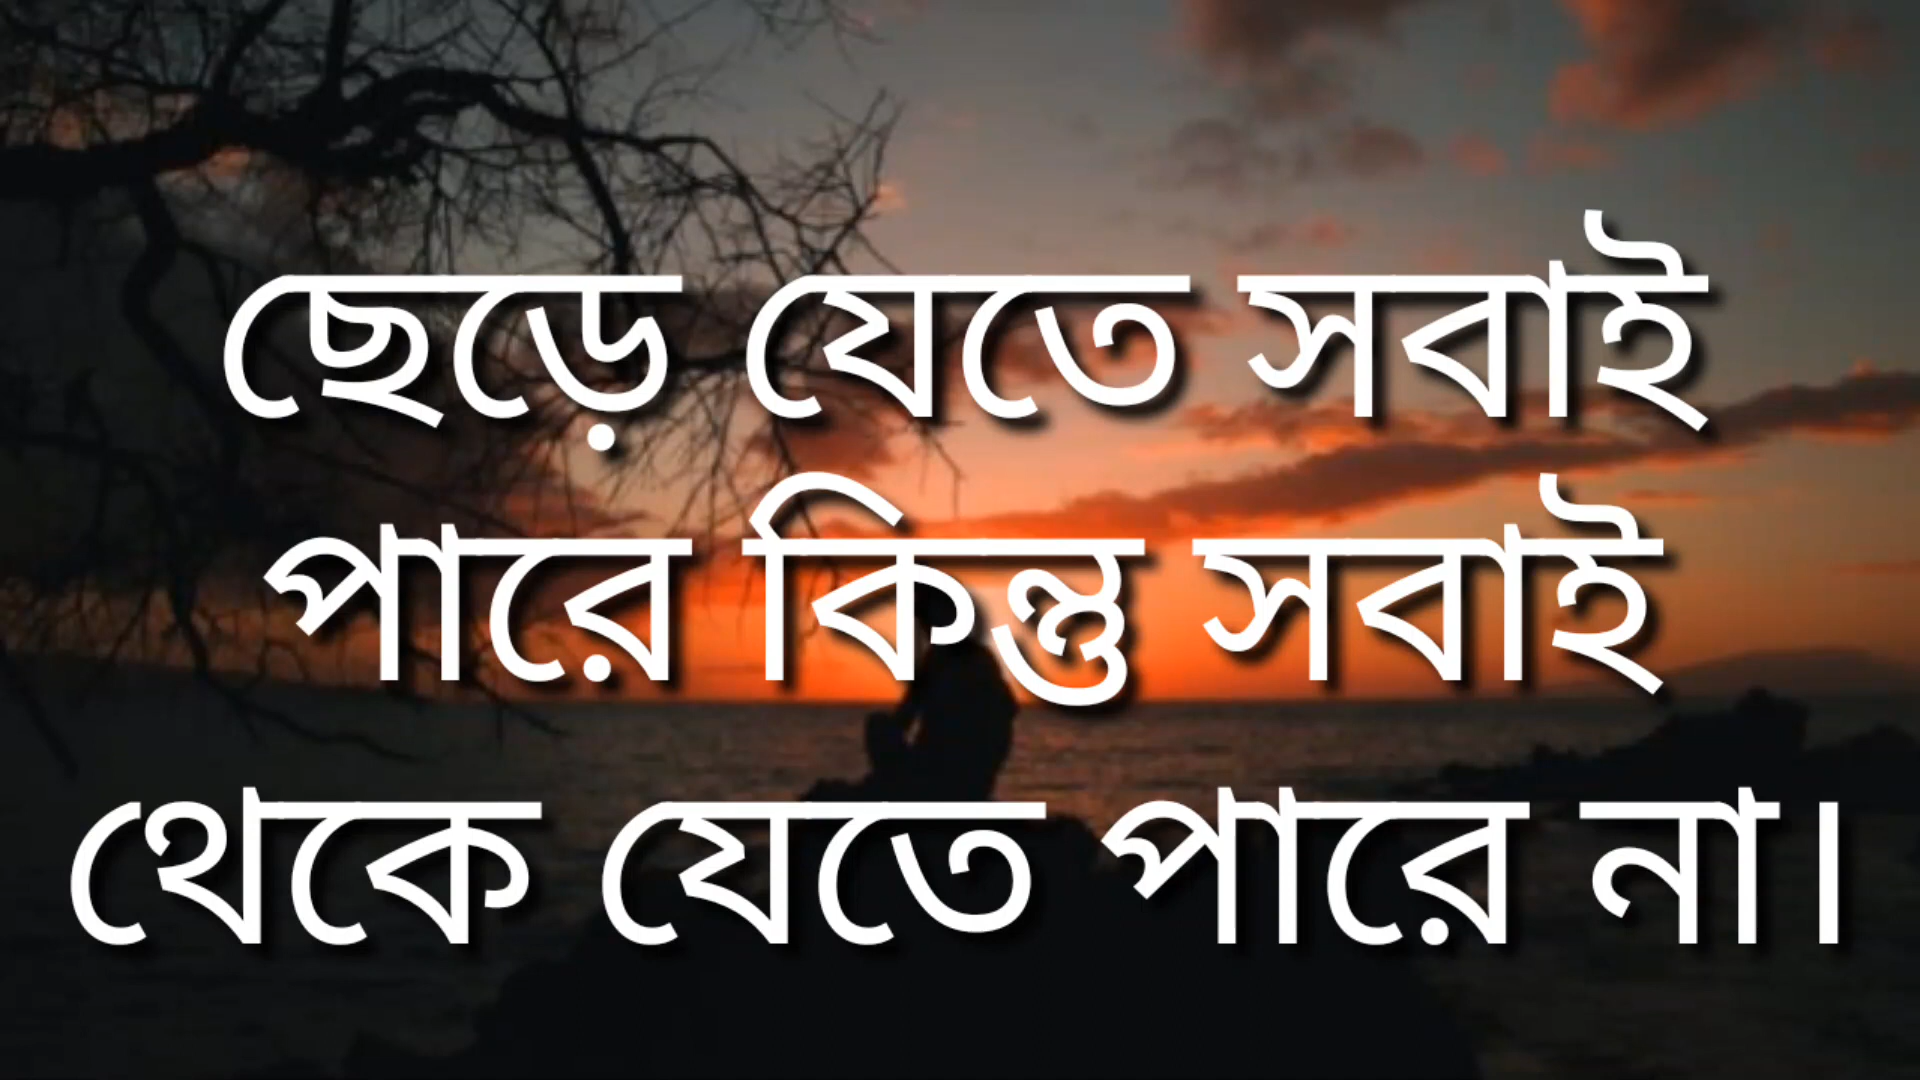 ছেড়ে যেতে সবাই
পারে কিন্তু সবাই
থেকে যেতে পারে না।